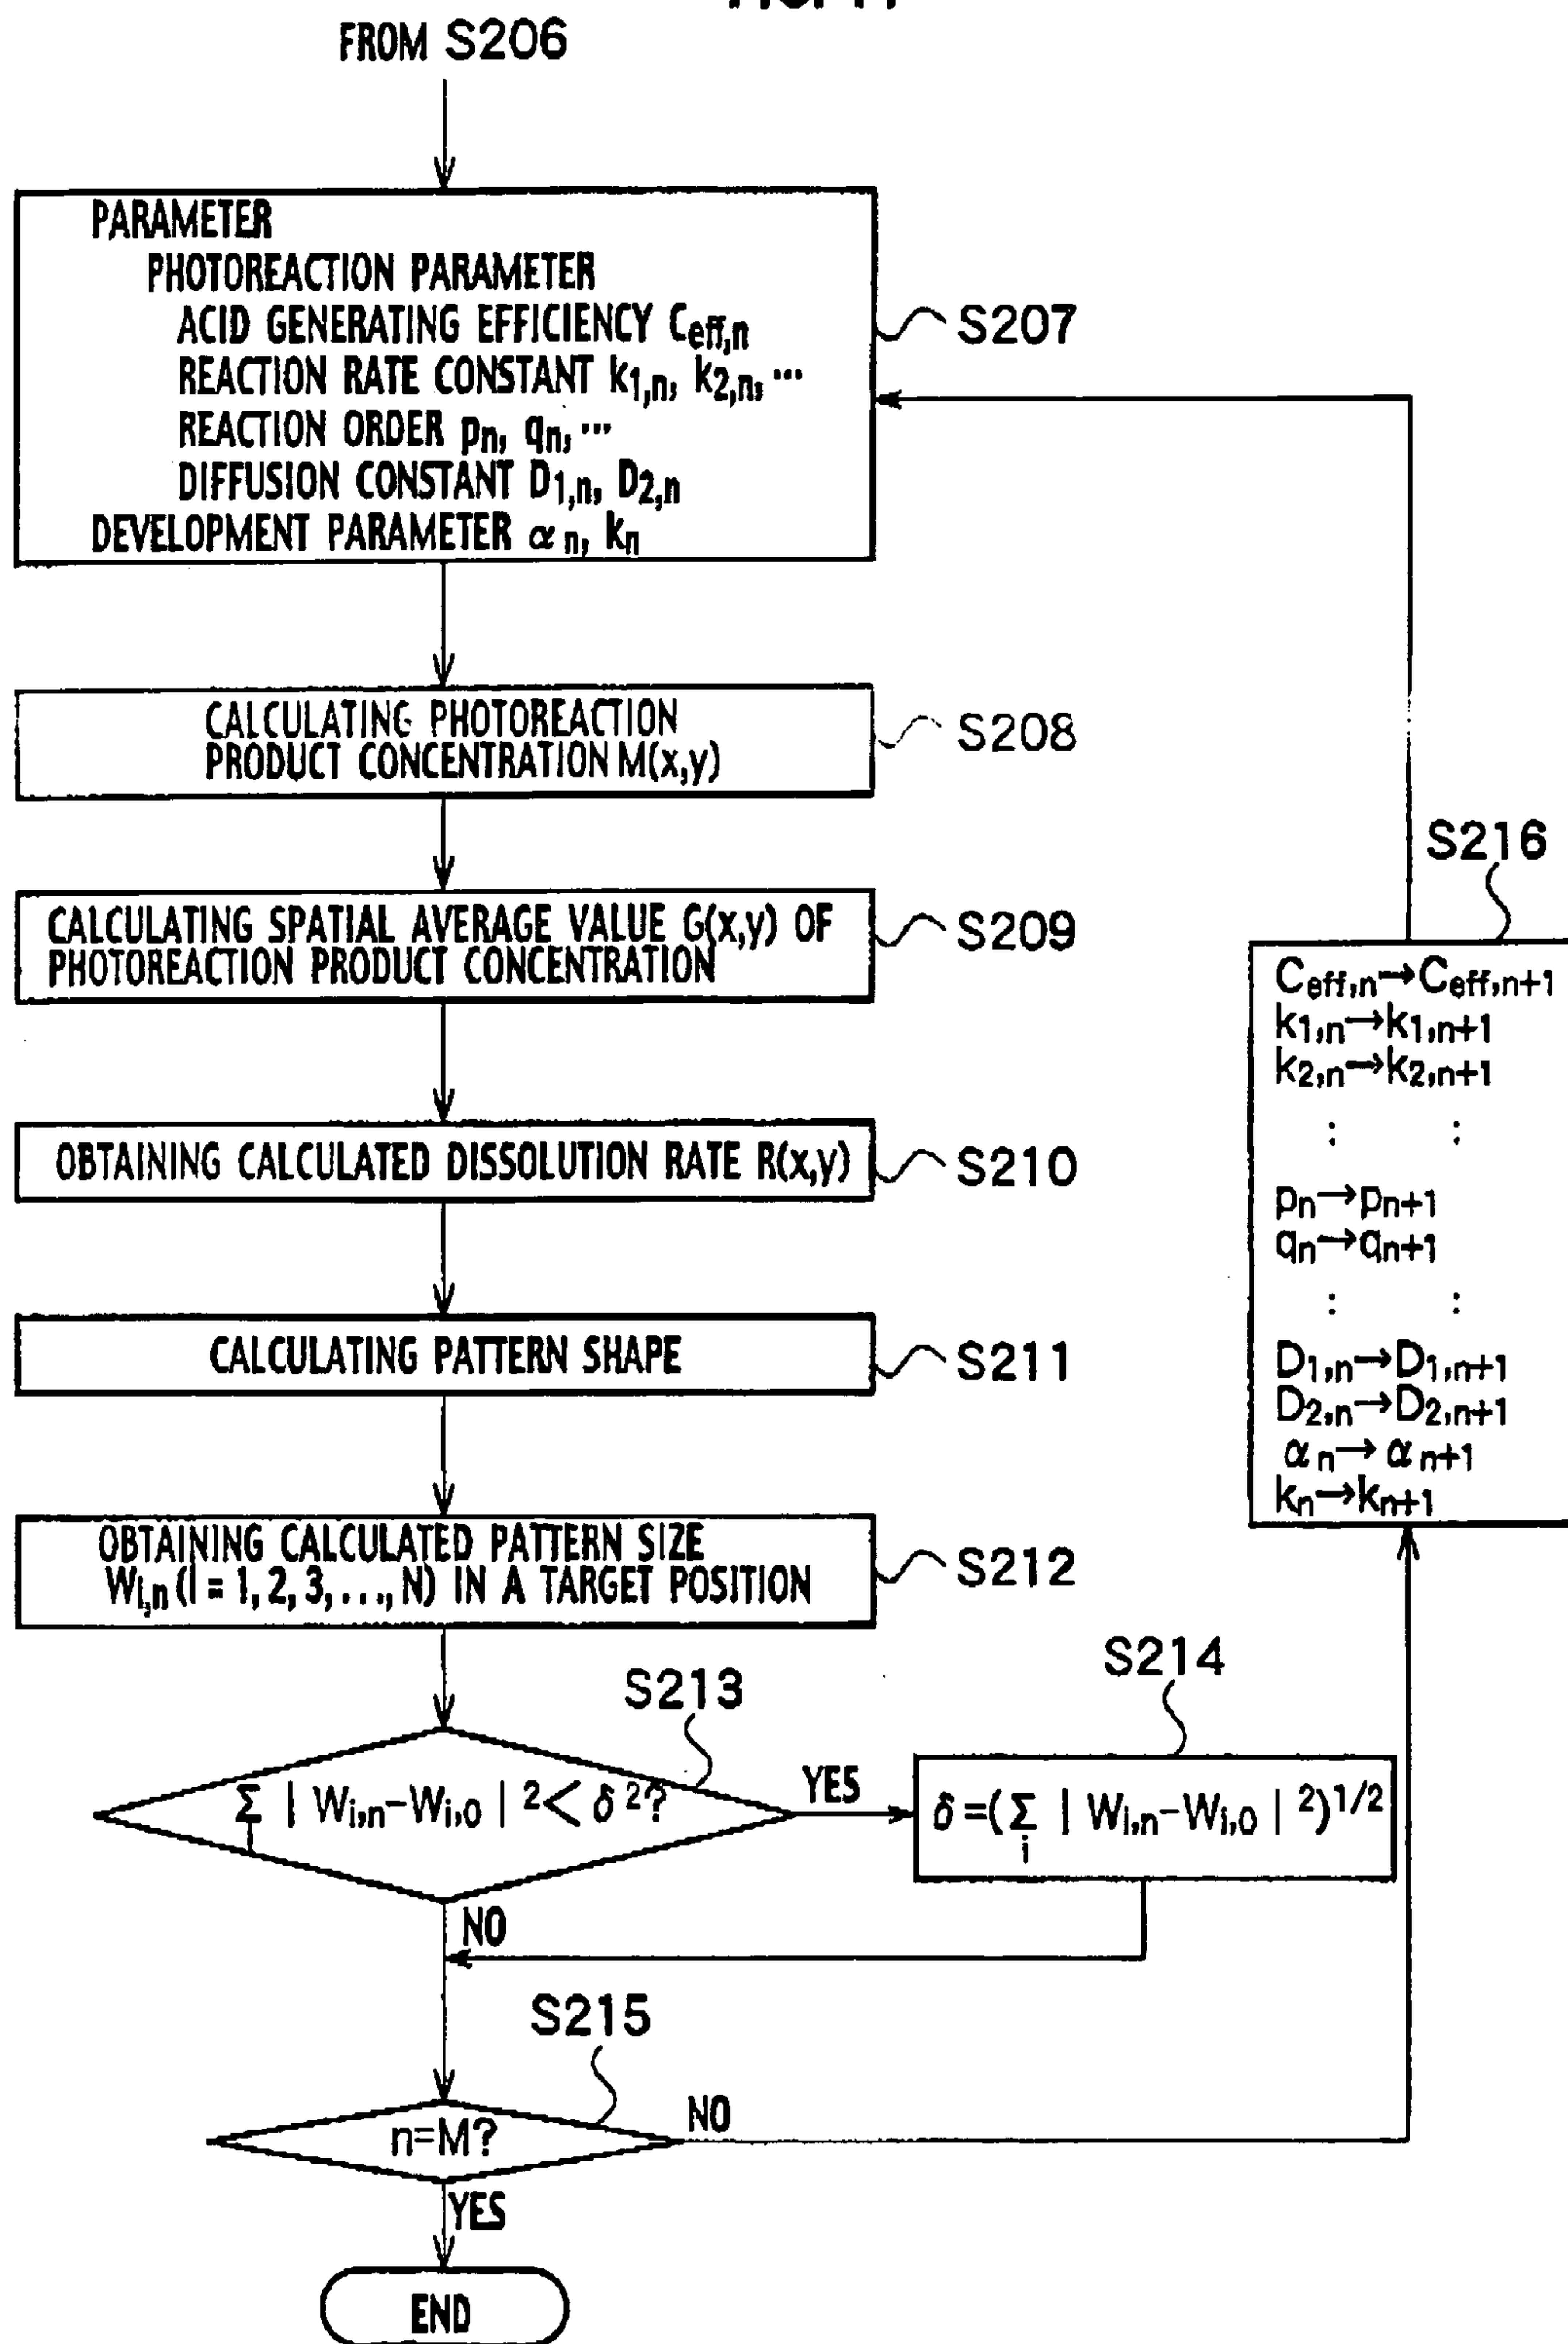 FROM S206
PARAMETER
PHOTOREACTION PARAMETER
ACID GENERATING EFFICIENCY Ceff,n
REACTION RATE CONSTANT k1,n, k2,n, ...
REACTION ORDER pn, qn, ...
DIFFUSION CONSTANT D1,n, D2,n
DEVELOPMENT PARAMETER αn, kn
S207
CALCULATING PHOTOREACTION
PRODUCT CONCENTRATION M(x,y)
S208
CALCULATING SPATIAL AVERAGE VALUE G(x,y) OF
PHOTOREACTION PRODUCT CONCENTRATION
S209
OBTAINING CALCULATED DISSOLUTION RATE R(x,y)
S210
CALCULATING PATTERN SHAPE
S211
OBTAINING CALCULATED PATTERN SIZE
Wi,n (i = 1, 2, 3, . . ., N) IN A TARGET POSITION
S212
S213
Σi | Wi,n-Wi,0 | 2 < δ 2?
YES
NO
S214
δ =(Σi | Wi,n-Wi,0 | 2)1/2
S215
n=M?
NO
YES
END
S216
Ceff,n→Ceff,n+1
k1,n→k1,n+1
k2,n→k2,n+1
: :
pn→pn+1
qn→qn+1
: :
D1,n→D1,n+1
D2,n→D2,n+1
αn→αn+1
kn→kn+1